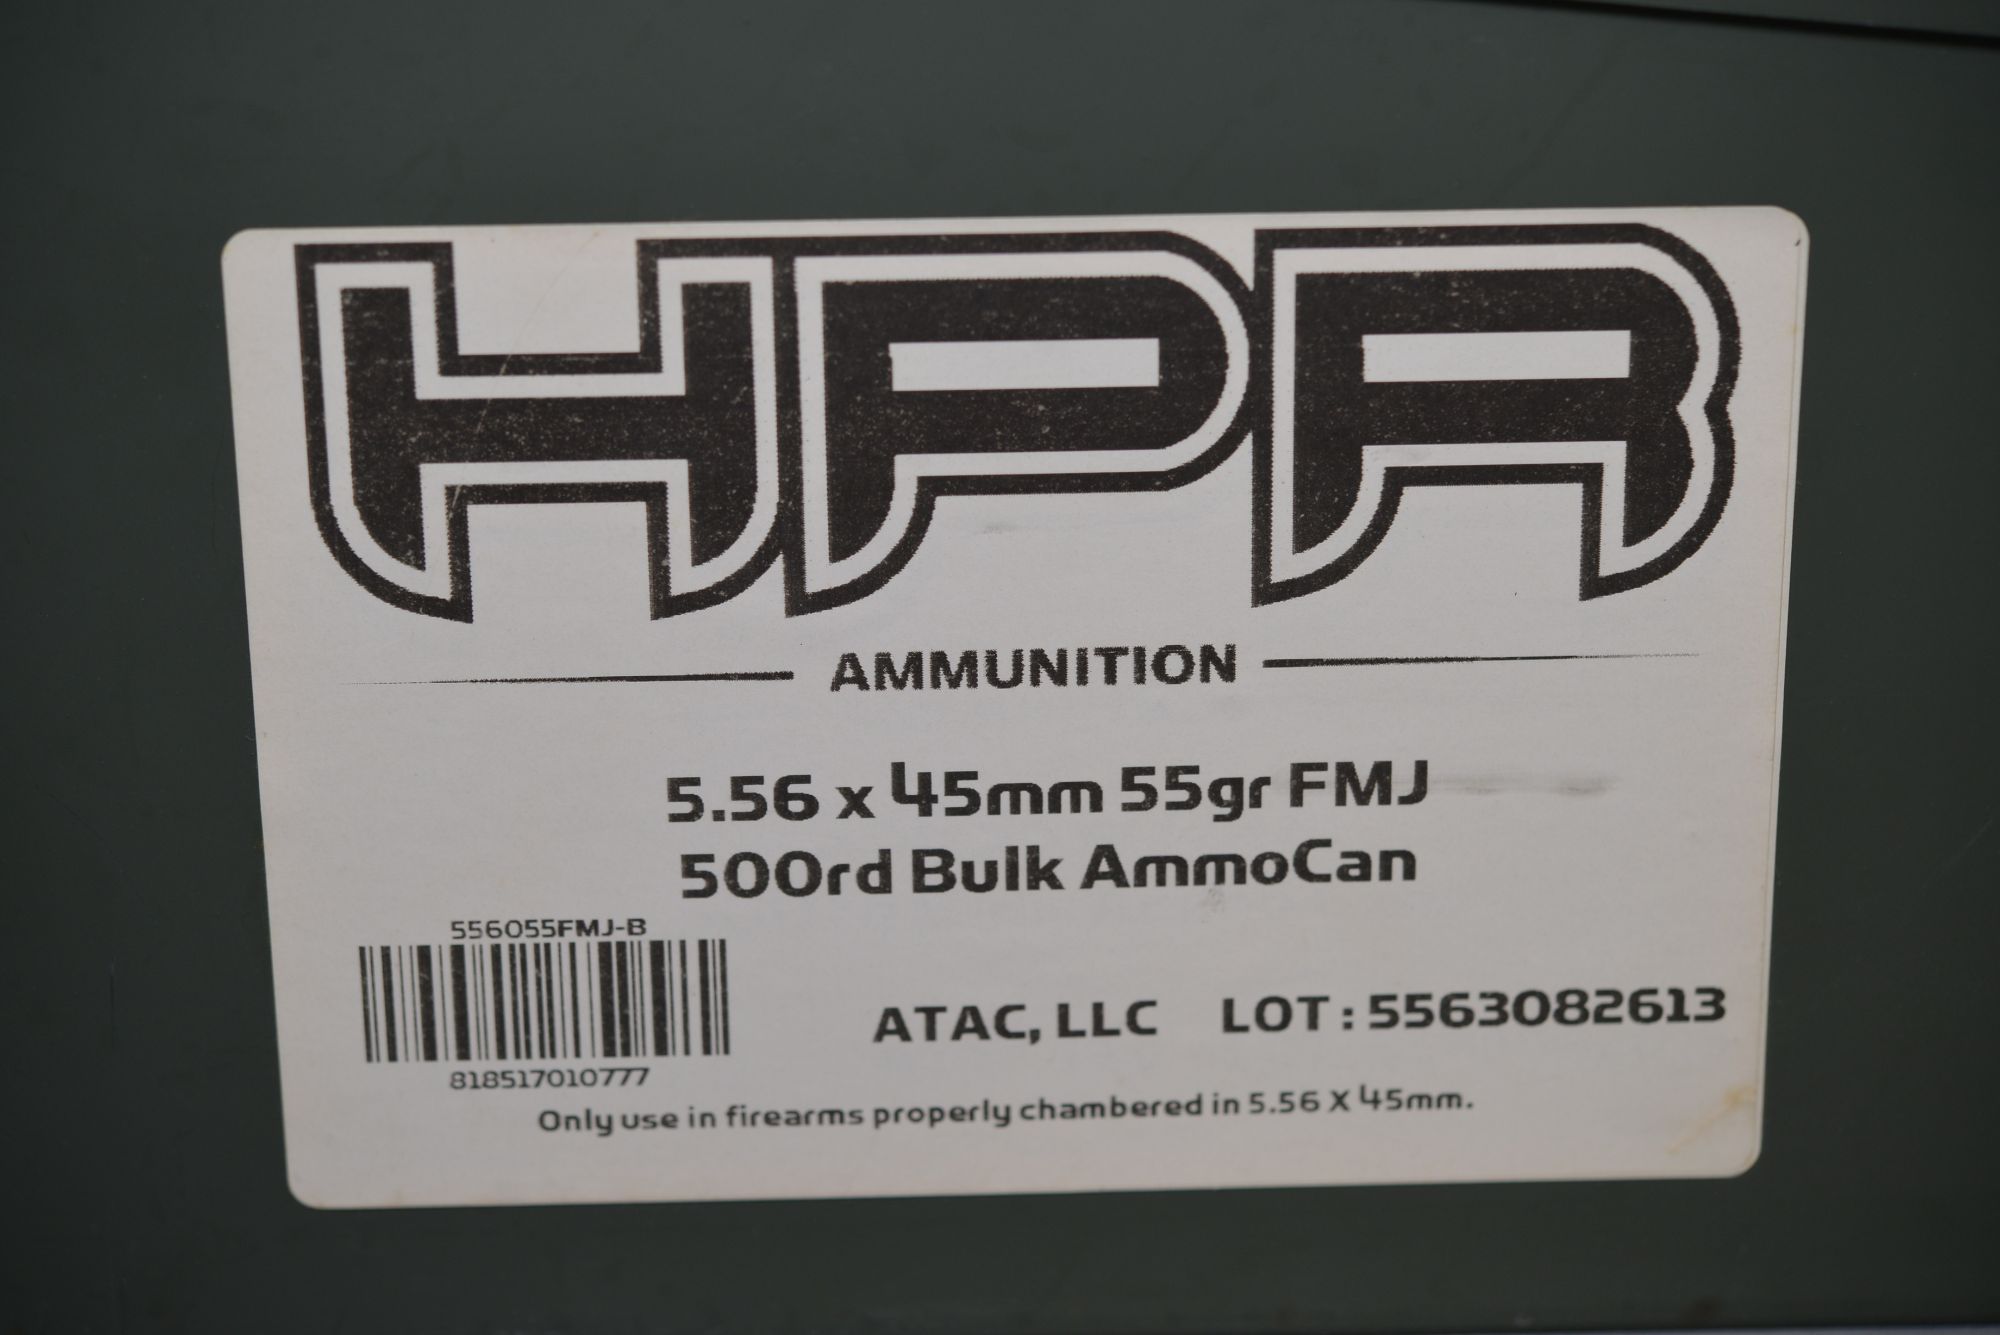 HPR
AMMUNITION
5.56 x 45mm 55gr FMJ
500rd Bulk AmmoCan
556055FMJ-B
ATAC, LLC LOT : 5563082613
818517010777
Only use in firearms properly chambered in 5.56 X 45mm.